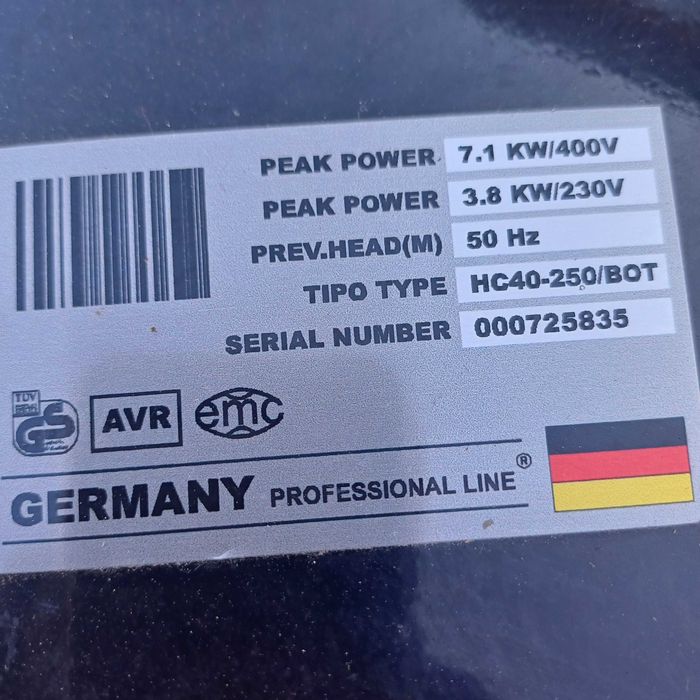 PEAK POWER 7.1 KW/400V
PEAK POWER 3.8 KW/230V
PREV.HEAD(M) 50 Hz
TIPO TYPE HC40-250/BOT
SERIAL NUMBER 000725835
TÜV
GS
AVR
emc
GERMANY PROFESSIONAL LINE®